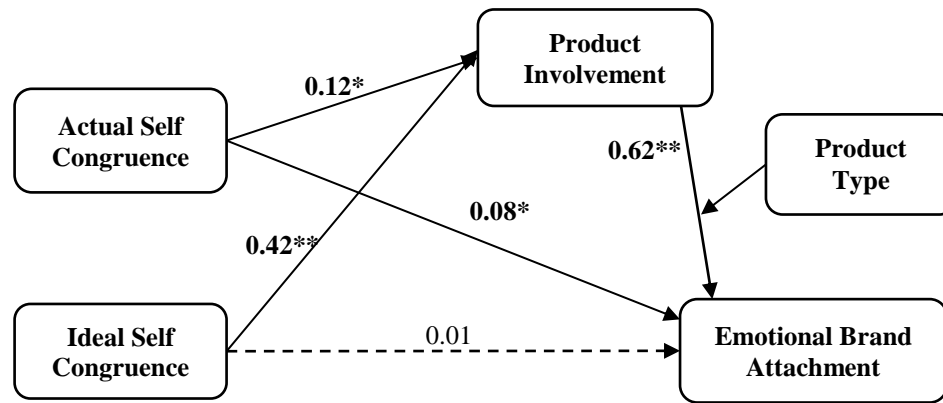 Product
Involvement
0.12*
Actual Self
Congruence
0.62**
Product
Type
0.08*
0.42**
Ideal Self
Congruence
0.01
Emotional Brand
Attachment